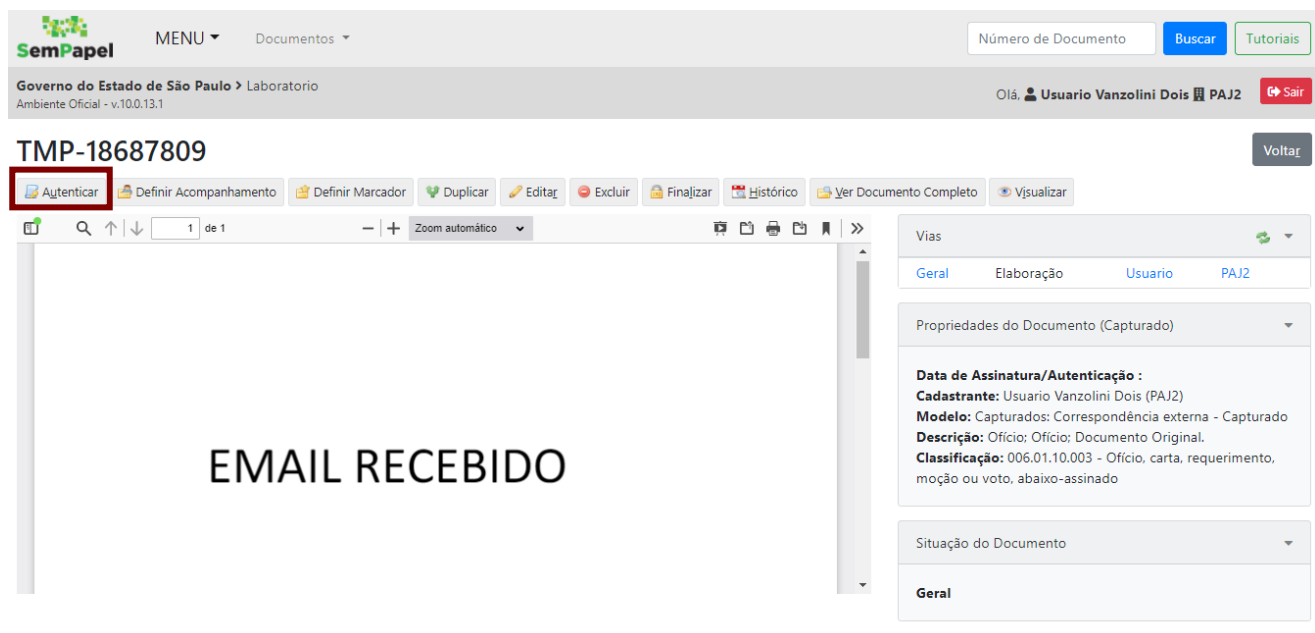 SemPapel
MENU Documentos Número de Documento Buscar Tutoriais
Governo do Estado de São Paulo > Laboratorio
Ambiente Oficial - v.10.0.13.1
Olá, Usuario Vanzolini Dois PAJ2 Sair
TMP-18687809 Voltar
Autenticar Definir Acompanhamento Definir Marcador Duplicar Editar Excluir Finalizar Histórico Ver Documento Completo Visualizar
1 de 1 Zoom automático
EMAIL RECEBIDO
Vias
Geral Elaboração Usuario PAJ2
Propriedades do Documento (Capturado)
Data de Assinatura/Autenticação :
Cadastrante: Usuario Vanzolini Dois (PAJ2)
Modelo: Capturados: Correspondência externa - Capturado
Descrição: Ofício; Ofício; Documento Original.
Classificação: 006.01.10.003 - Ofício, carta, requerimento,
moção ou voto, abaixo-assinado
Situação do Documento
Geral